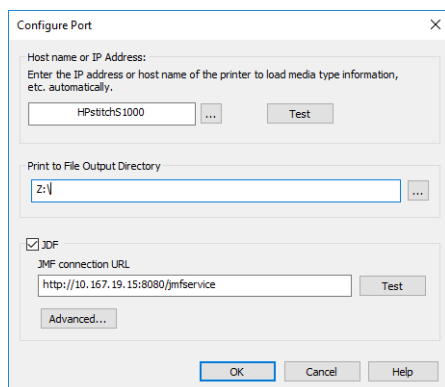 Configure Port
Host name or IP Address:
Enter the IP address or host name of the printer to load media type information,
etc. automatically.
HPstitchS1000
...
Test
Print to File Output Directory
Z:\
...
JDF
JMF connection URL
http://10.167.19.15:8080/jmfservice
Test
Advanced...
OK
Cancel
Help